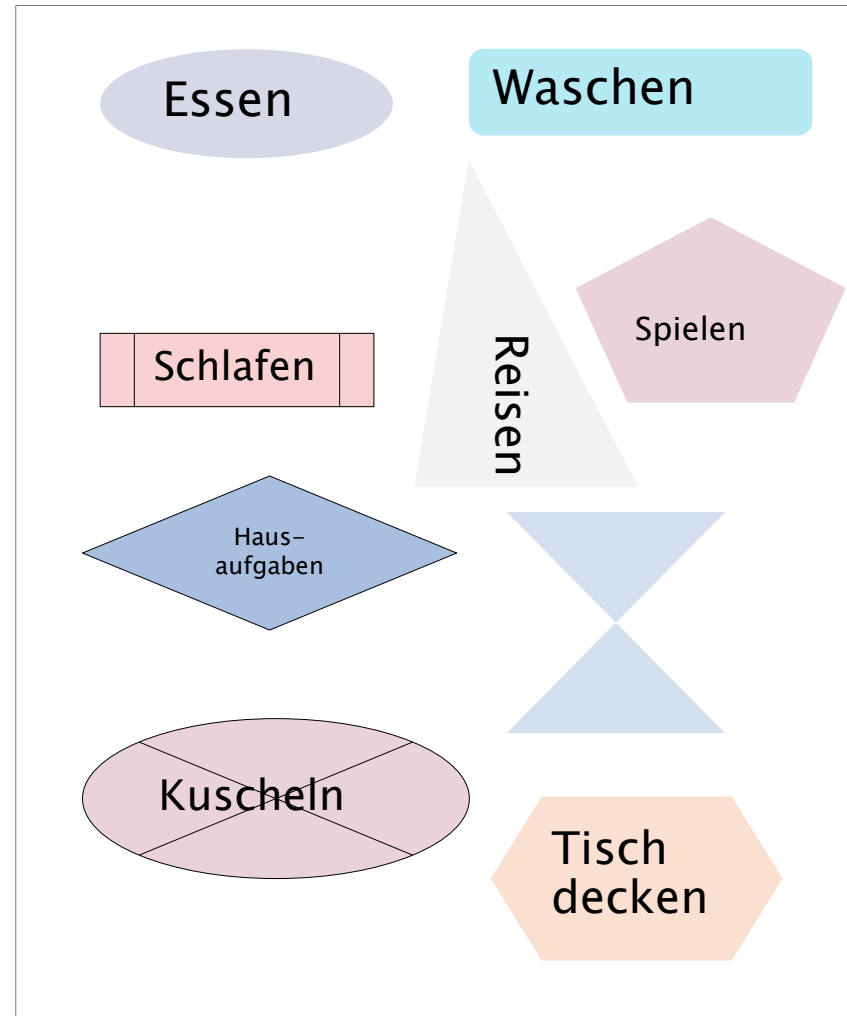 Essen
Waschen
Spielen
Reisen
Schlafen
Haus-
aufgaben
Kuscheln
Tisch
decken